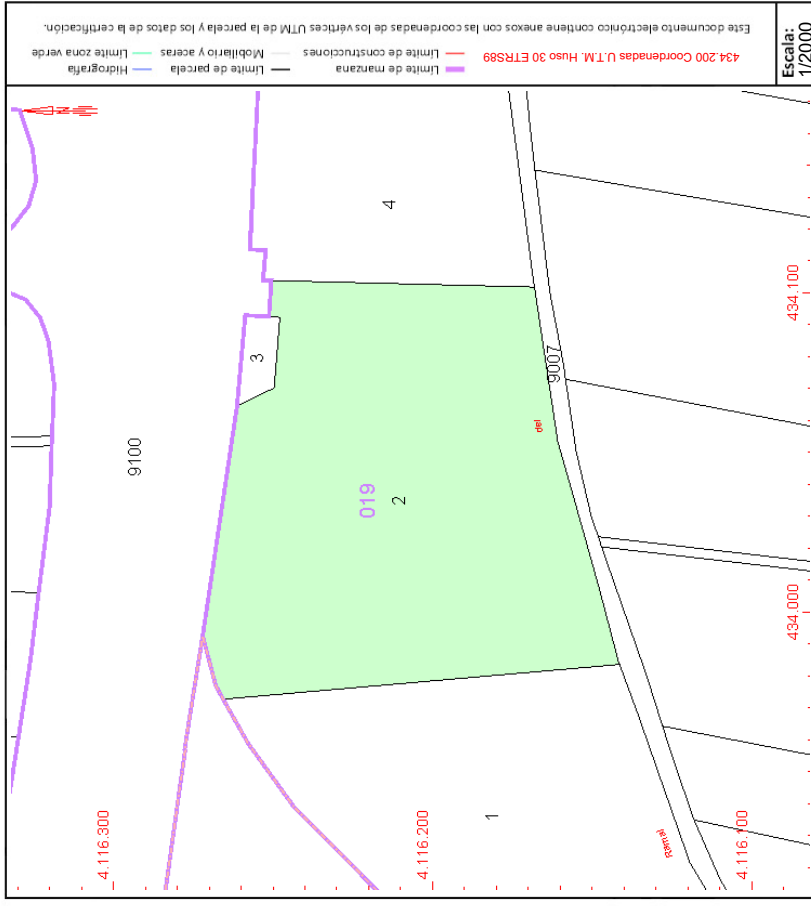 Este documento electrónico contiene anexos con las coordenadas de los vértices UTM de la parcela y los datos de la certificación.
434.200 Coordenadas U.T.M. Huso 30 ETRS89
Límite de manzana
Límite de construcciones
Límite de parcela
Mobiliario y aceras
Hidrografía
Límite zona verde
Escala:
1/2000
N
9100
3
4
019
2
9007
del
1
Ramal
4.116.300
4.116.200
4.116.100
434.100
434.000